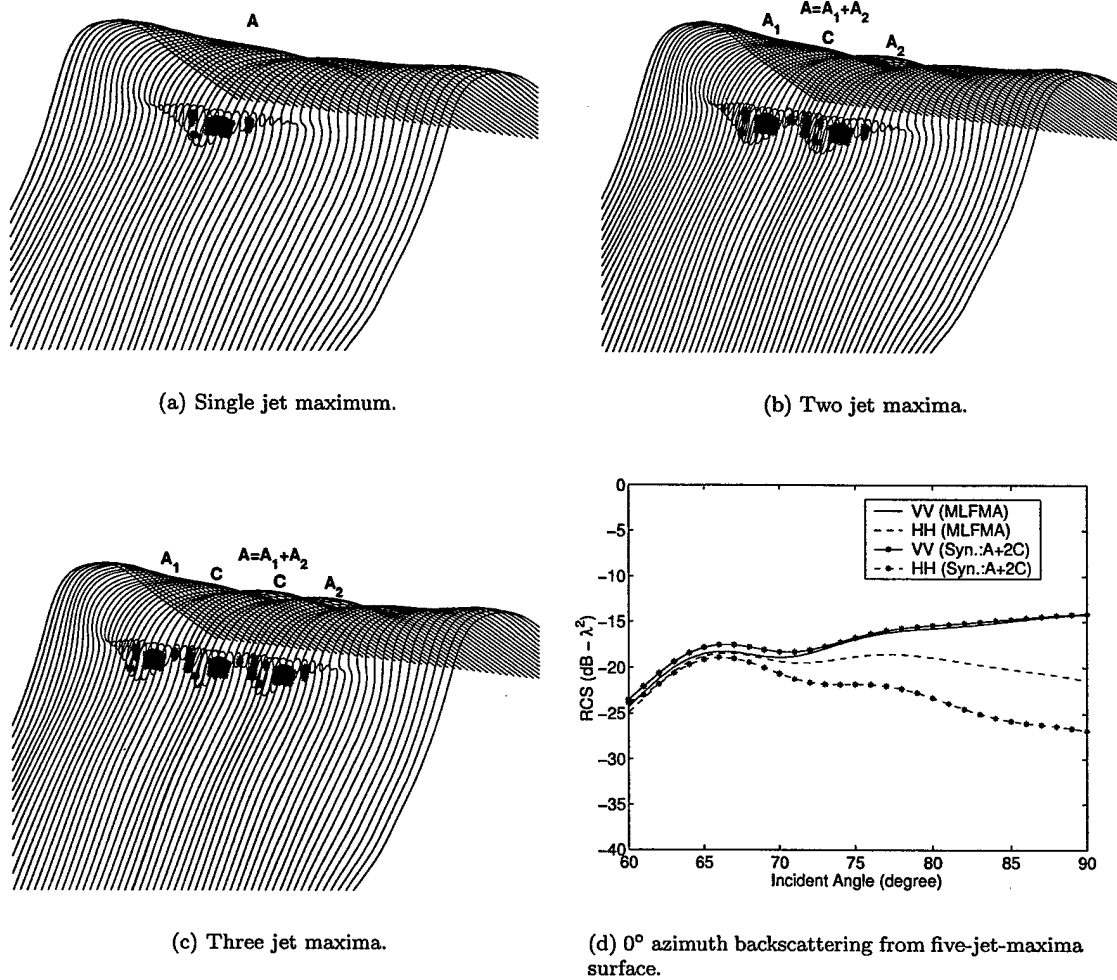 A
(a) Single jet maximum.
A=A₁+A₂
A₁ C A₂
(b) Two jet maxima.
A₁ A=A₁+A₂
C C A₂
(c) Three jet maxima.
0
−5
−10
−15
−20
−25
−30
−35
−40
RCS (dB − λ²)
VV (MLFMA)
HH (MLFMA)
VV (Syn.:A+2C)
HH (Syn.:A+2C)
60 65 70 75 80 85 90
Incident Angle (degree)
(d) 0° azimuth backscattering from five-jet-maxima
surface.